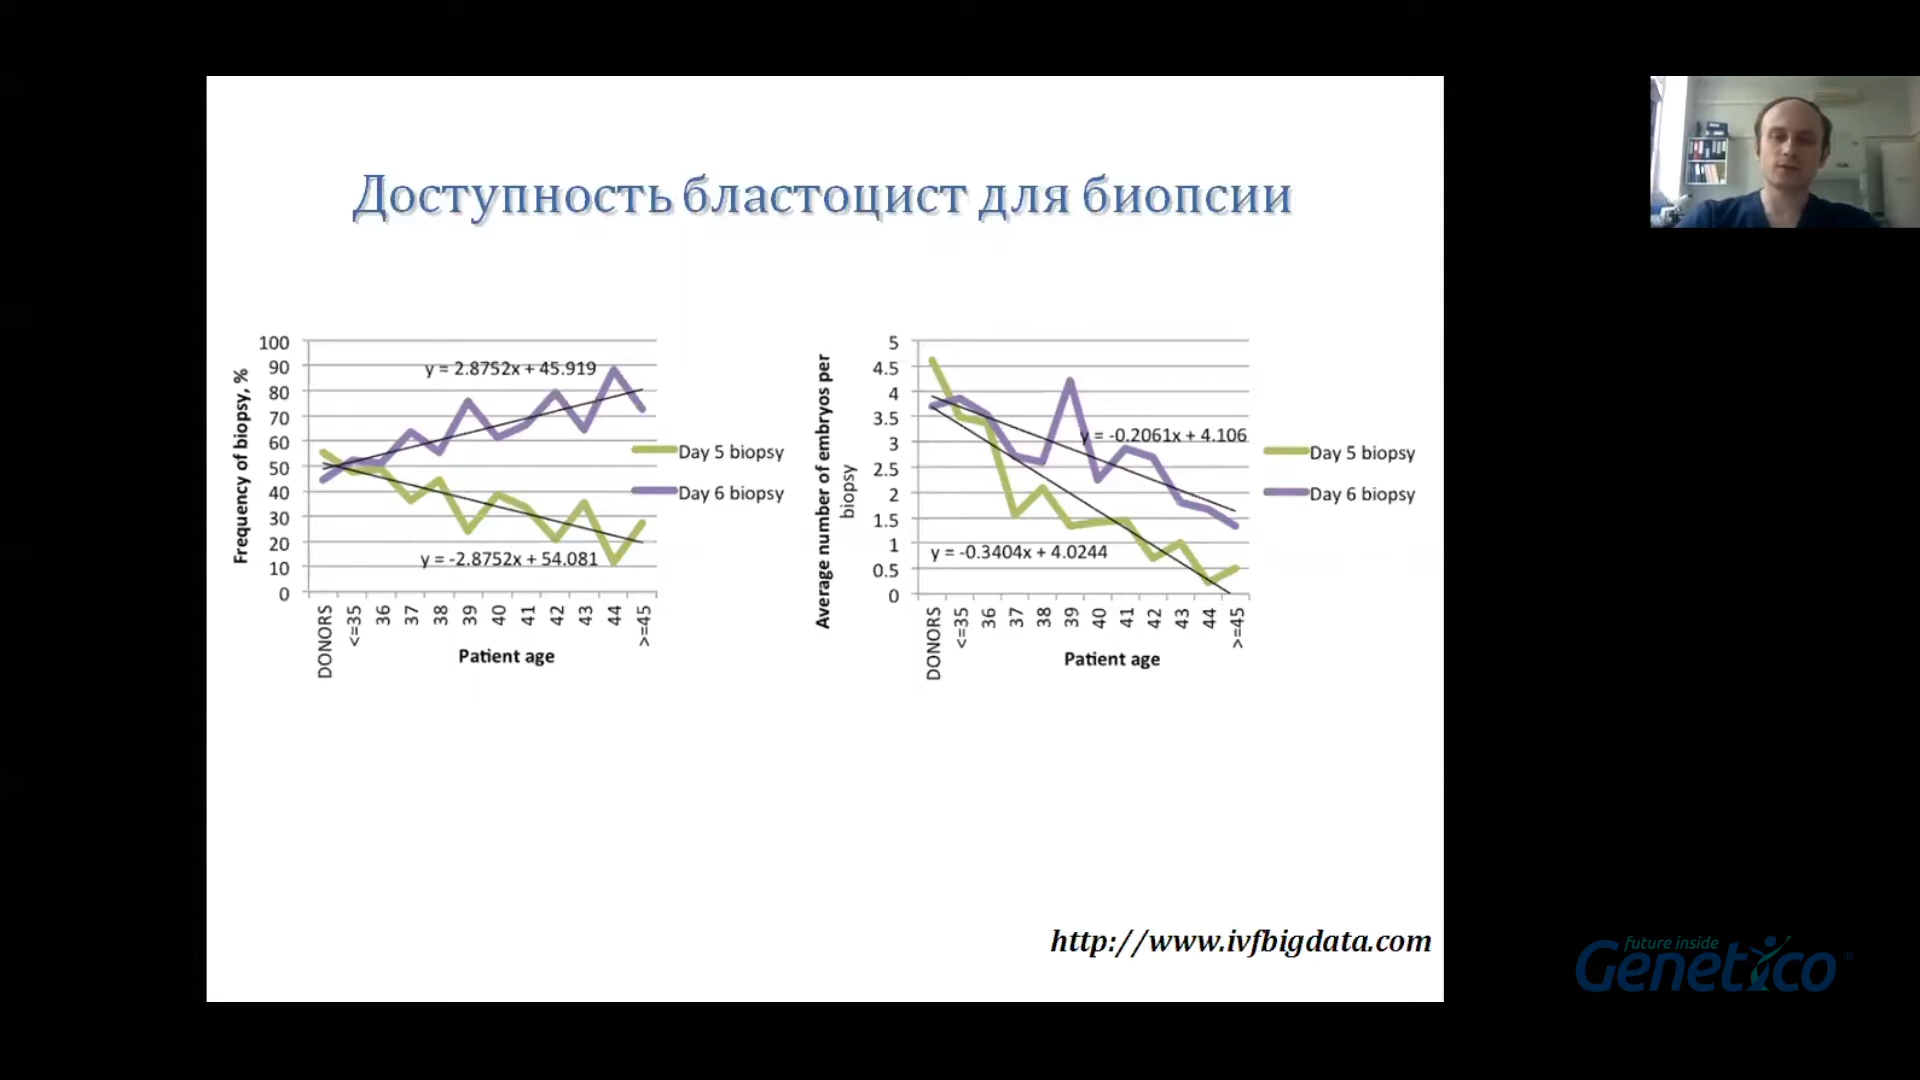 Доступность бластоцист для биопсии
Frequency of biopsy, %
100
90
80
70
60
50
40
30
20
10
0
y = 2.8752x + 45.919
y = -2.8752x + 54.081
Day 5 biopsy
Day 6 biopsy
DONORS
<=35
36
37
38
39
40
41
42
43
44
>=45
Patient age
Average number of embryos per
biopsy
5
4.5
4
3.5
3
2.5
2
1.5
1
0.5
0
y = -0.2061x + 4.106
y = -0.3404x + 4.0244
Day 5 biopsy
Day 6 biopsy
DONORS
<=35
36
37
38
39
40
41
42
43
44
>=45
Patient age
http://www.ivfbigdata.com
future inside
Genetico®